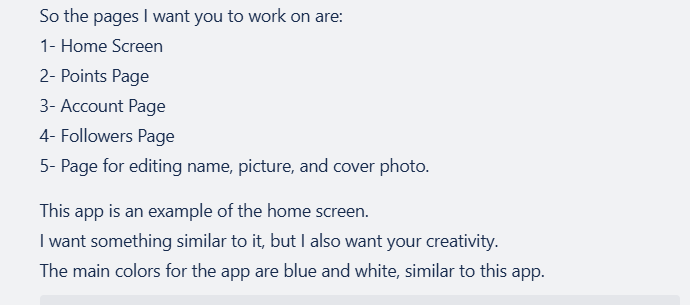 So the pages I want you to work on are:
1- Home Screen
2- Points Page
3- Account Page
4- Followers Page
5- Page for editing name, picture, and cover photo.
This app is an example of the home screen.
I want something similar to it, but I also want your creativity.
The main colors for the app are blue and white, similar to this app.